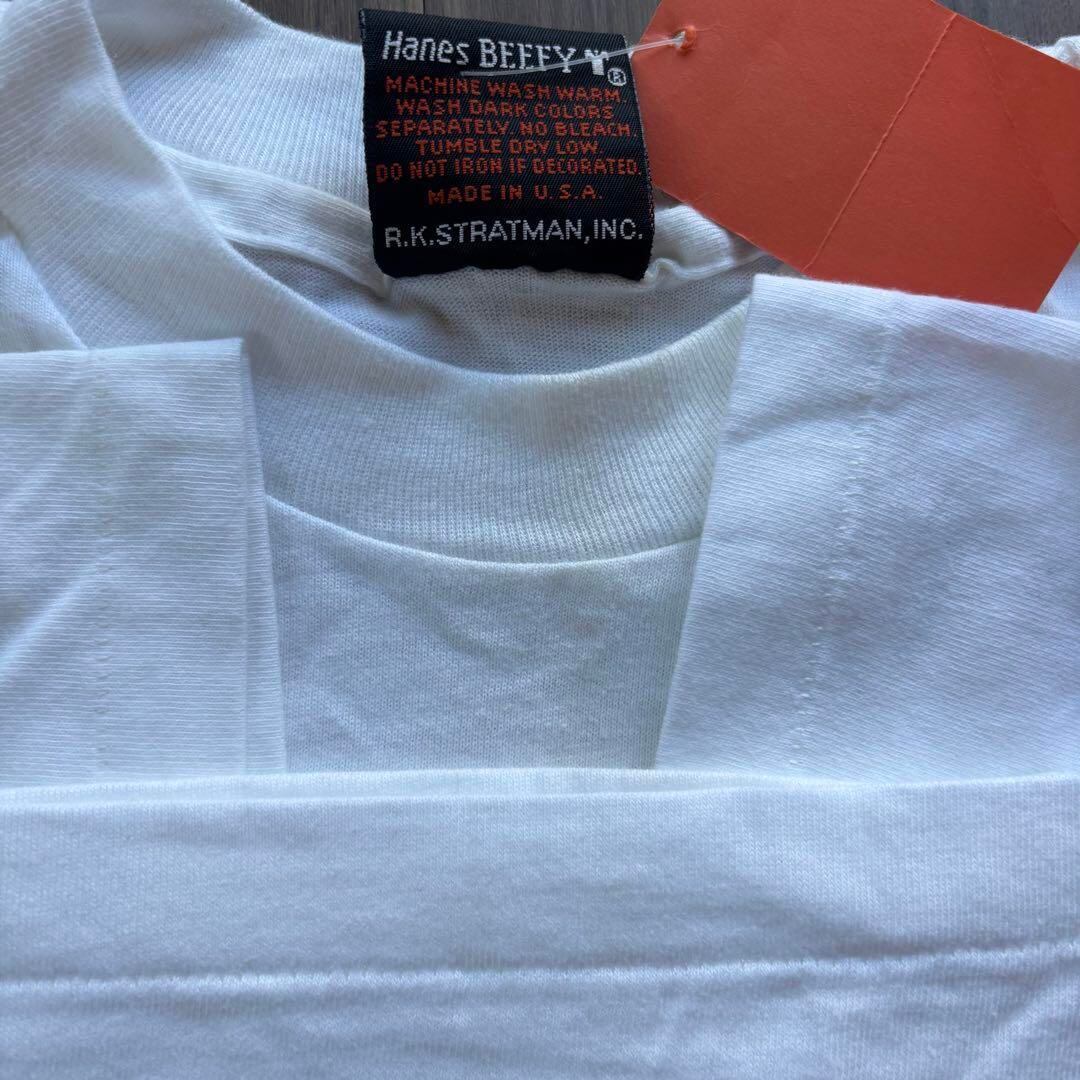 Hanes BEEFY T®
MACHINE WASH WARM.
WASH DARK COLORS
SEPARATELY. NO BLEACH.
TUMBLE DRY LOW.
DO NOT IRON IF DECORATED.
MADE IN U.S.A.
R.K.STRATMAN, INC.